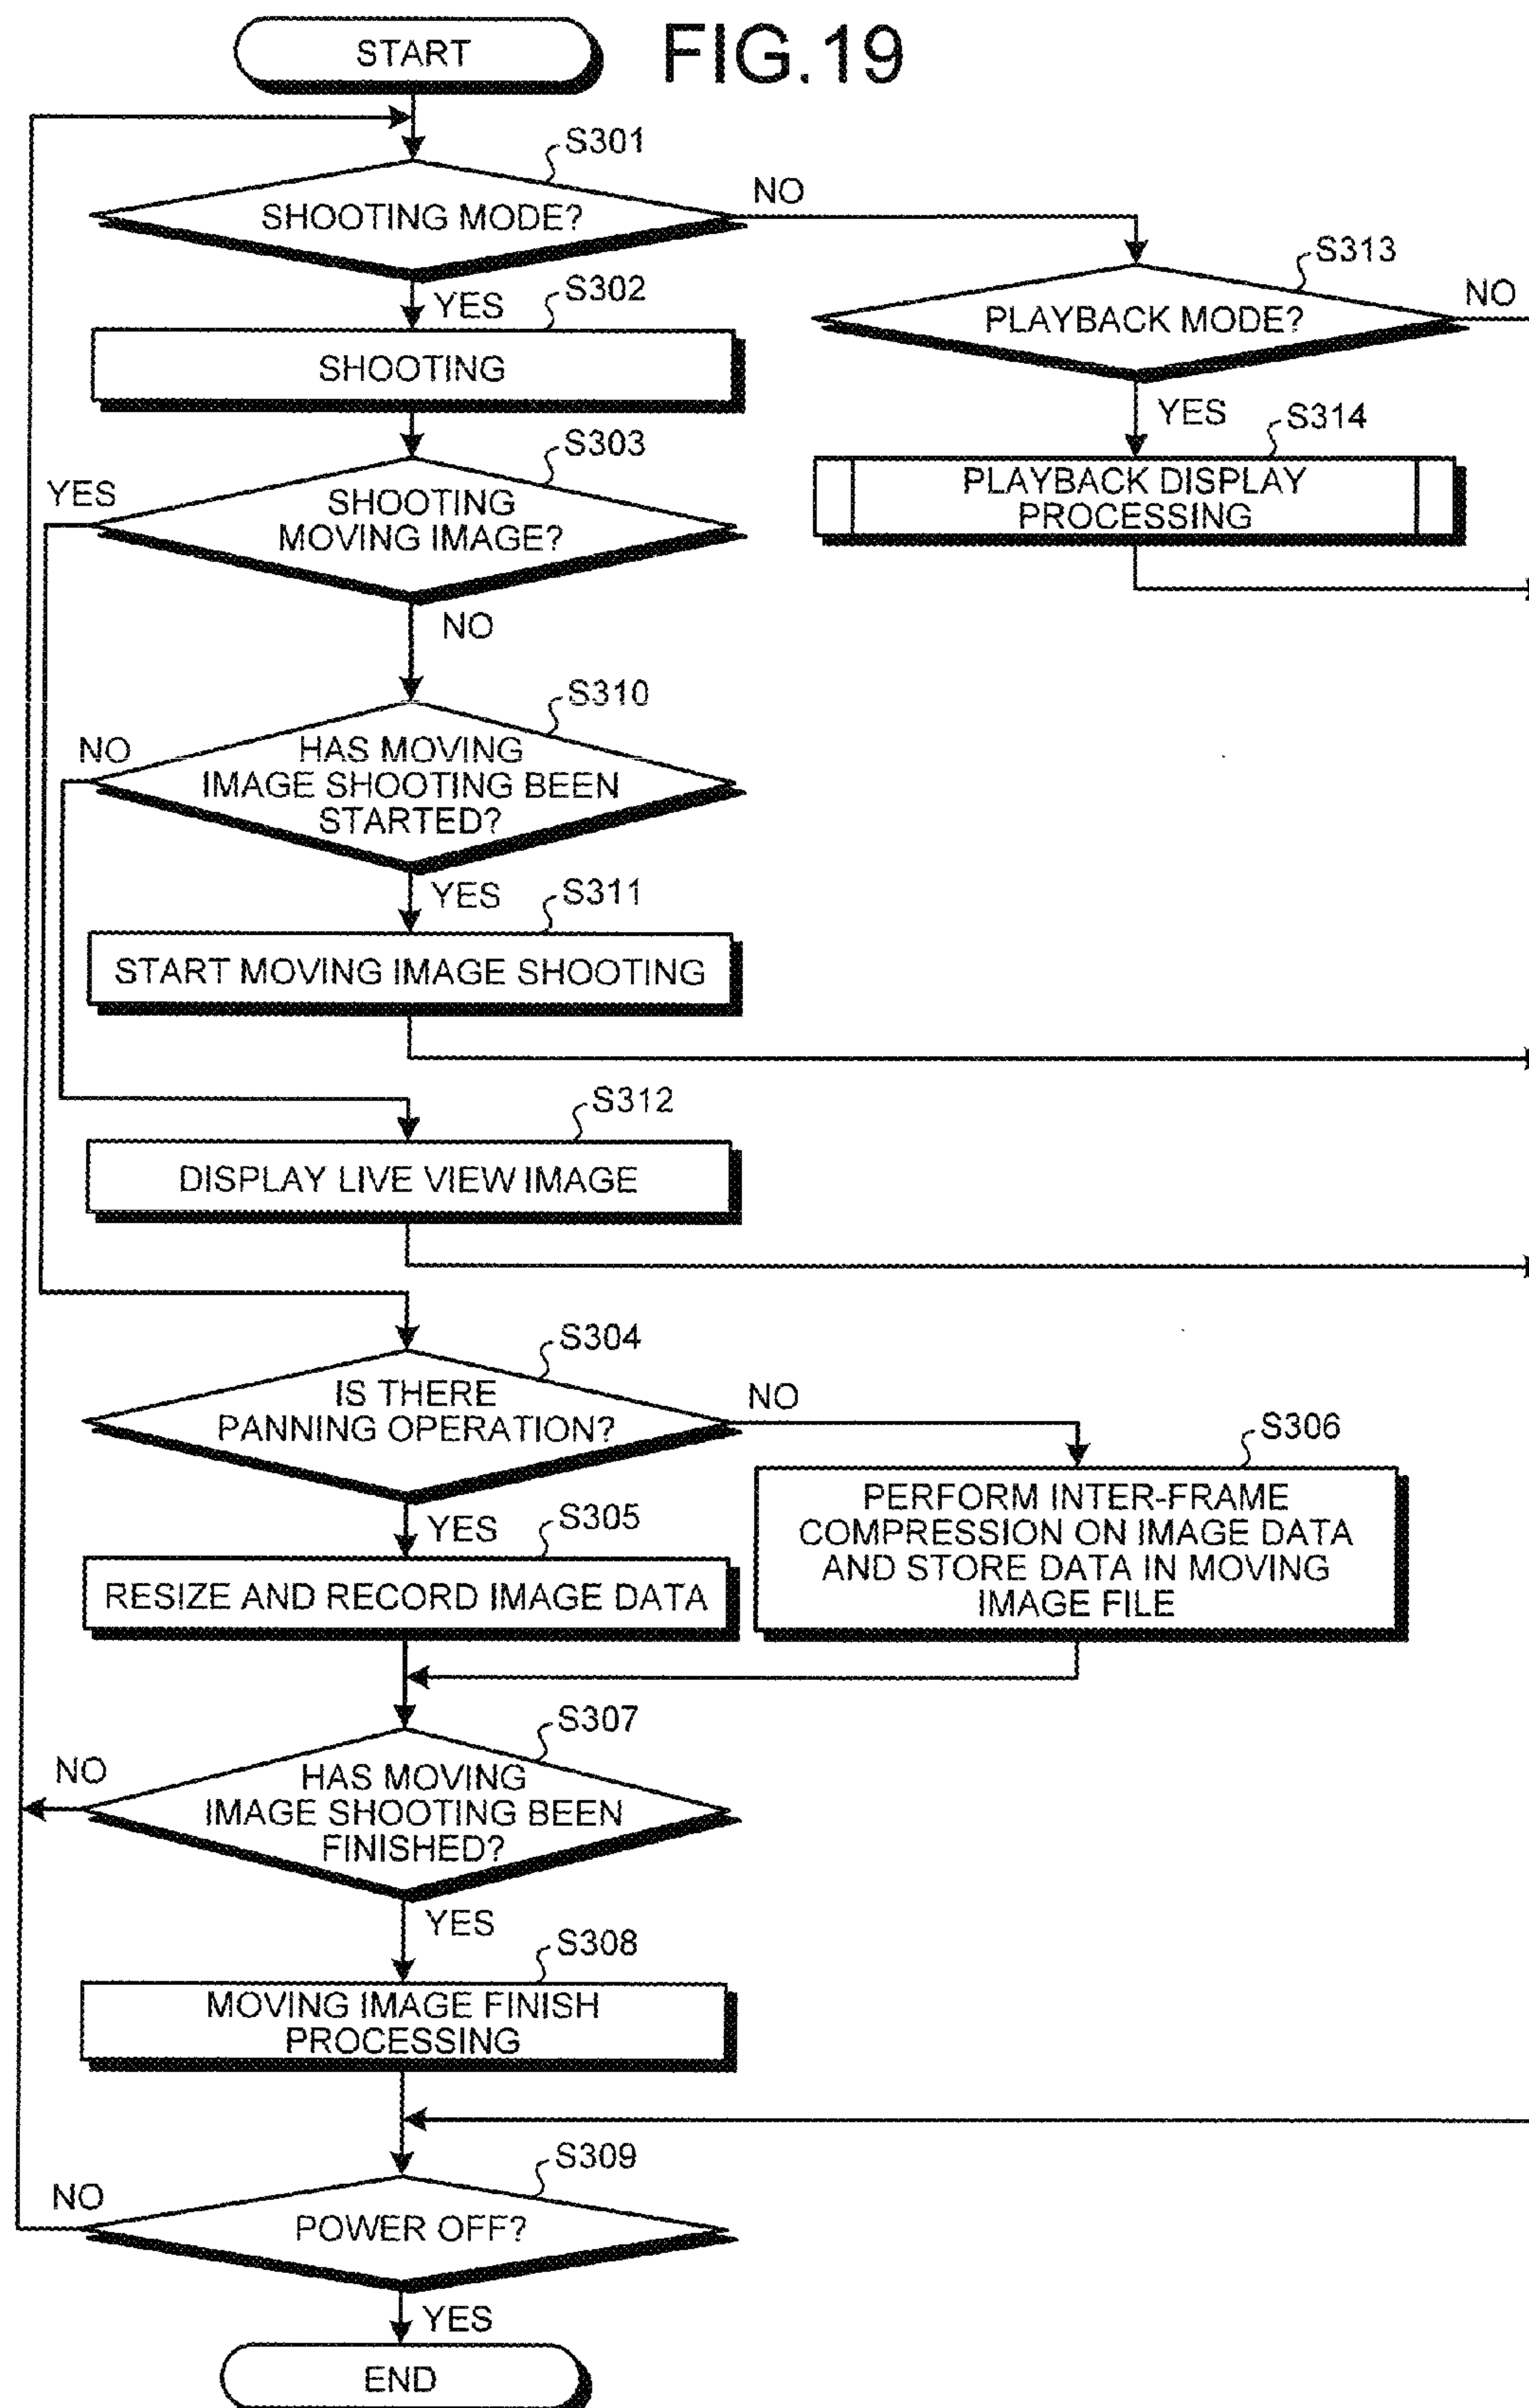 FIG.19
START
S301
SHOOTING MODE?
NO
YES
S302
SHOOTING
S303
YES
SHOOTING
MOVING IMAGE?
NO
S313
PLAYBACK MODE?
NO
YES
S314
PLAYBACK DISPLAY
PROCESSING
S310
NO
HAS MOVING
IMAGE SHOOTING BEEN
STARTED?
YES
S311
START MOVING IMAGE SHOOTING
S312
DISPLAY LIVE VIEW IMAGE
S304
IS THERE
PANNING OPERATION?
NO
YES
S305
RESIZE AND RECORD IMAGE DATA
S306
PERFORM INTER-FRAME
COMPRESSION ON IMAGE DATA
AND STORE DATA IN MOVING
IMAGE FILE
S307
NO
HAS MOVING
IMAGE SHOOTING BEEN
FINISHED?
YES
S308
MOVING IMAGE FINISH
PROCESSING
S309
NO
POWER OFF?
YES
END